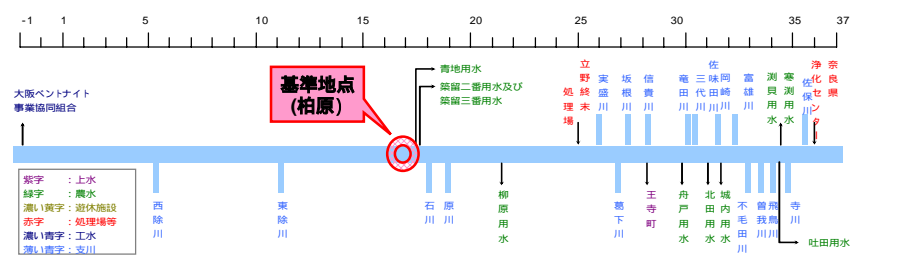 -1 1 5 10 15 20 25 30 35 37
大阪ベントナイト
事業協同組合
基準地点
(柏原)
青地用水
築留二番用水及び
築留三番用水
立野終末処理場
実盛川
坂根川
信貴川
竜田川
三代川
佐味田川
岡崎川
富雄川
渕貝用水
寒渕用水
佐保川
浄化センター
奈良県
西除川
東除川
石川
原川
柳原用水
葛下川
王寺町
舟戸用水
北田用水
城内用水
不毛田川
曽我川
飛鳥川
寺川
吐田用水
紫字 :上水
緑字 :農水
濃い黄字:遊休施設
赤字 :処理場等
濃い青字:工水
薄い青字:支川